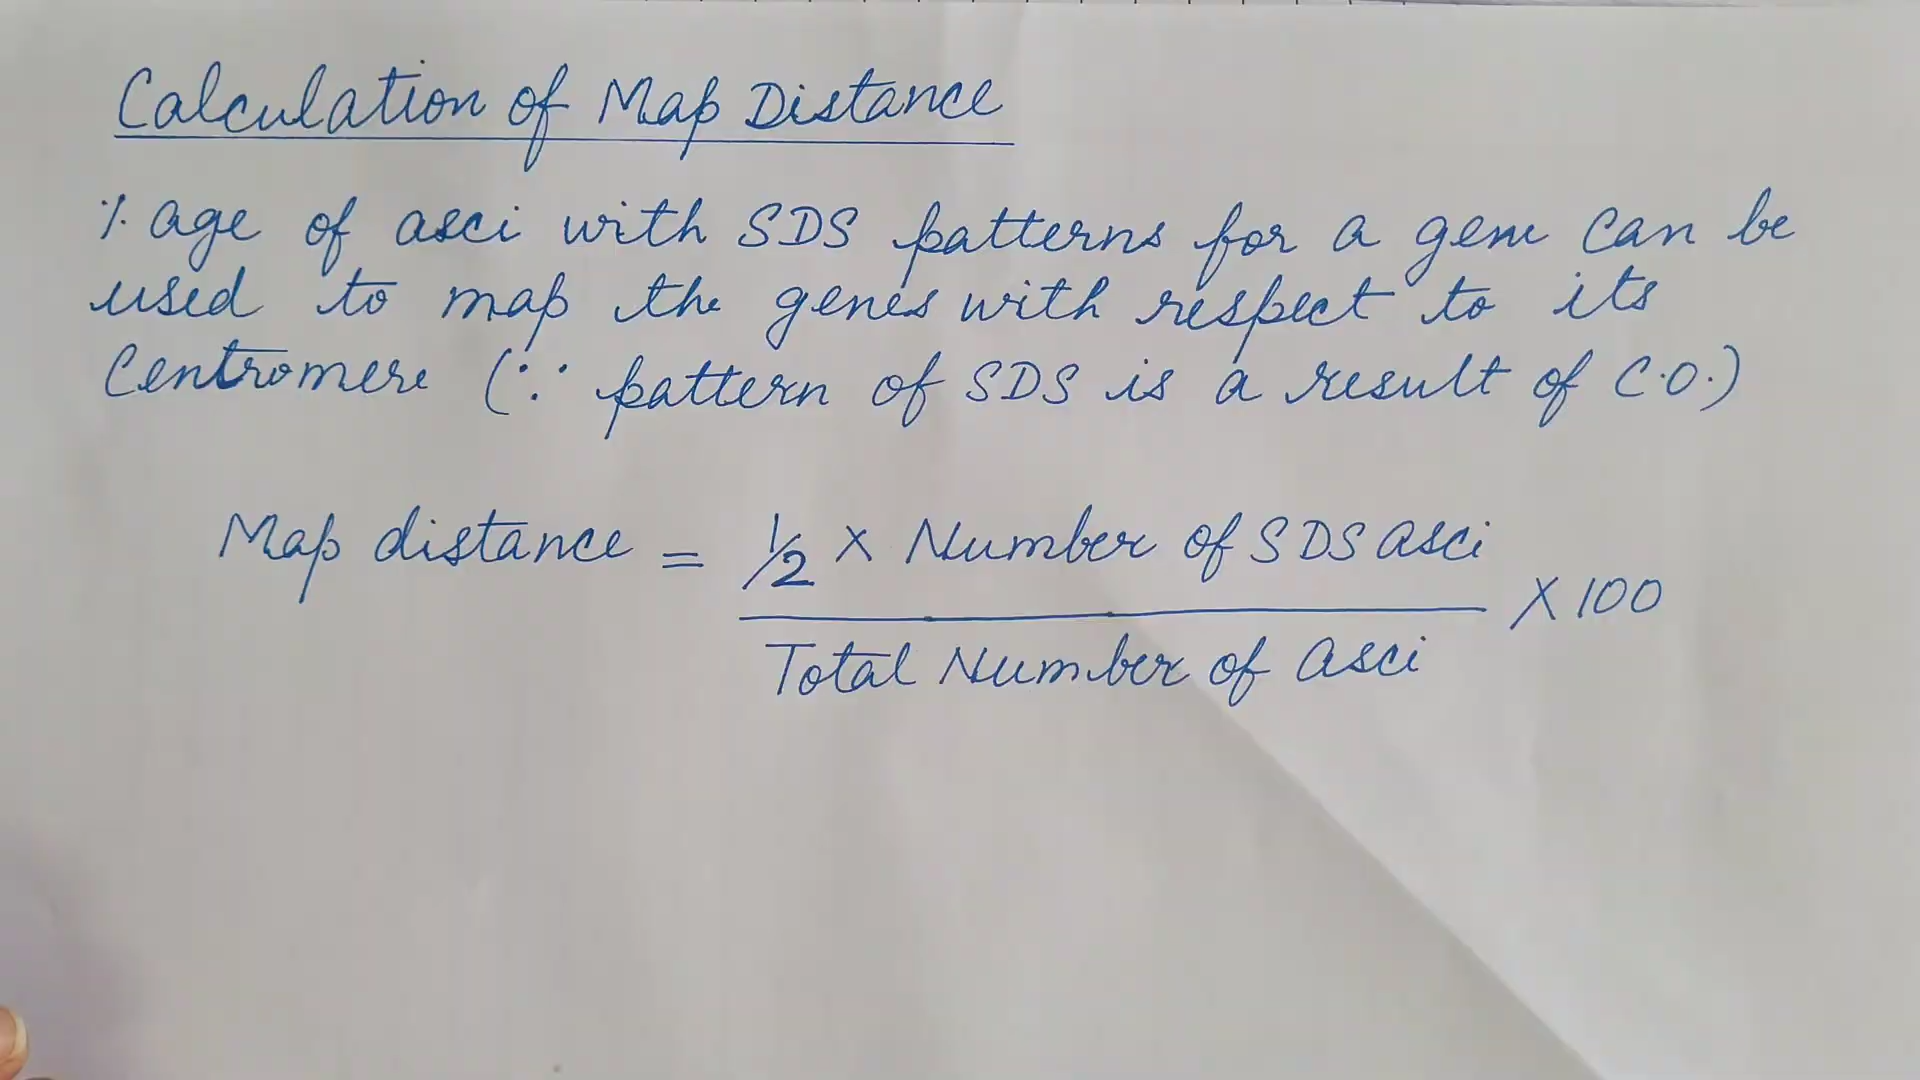 Calculation of Map Distance
%age of asci with SDS patterns for a gene can be
used to map the genes with respect to its
Centromere (∵ pattern of SDS is a result of C.O.)
Map distance = 1/2 × Number of SDS asci
× 100
Total Number of asci